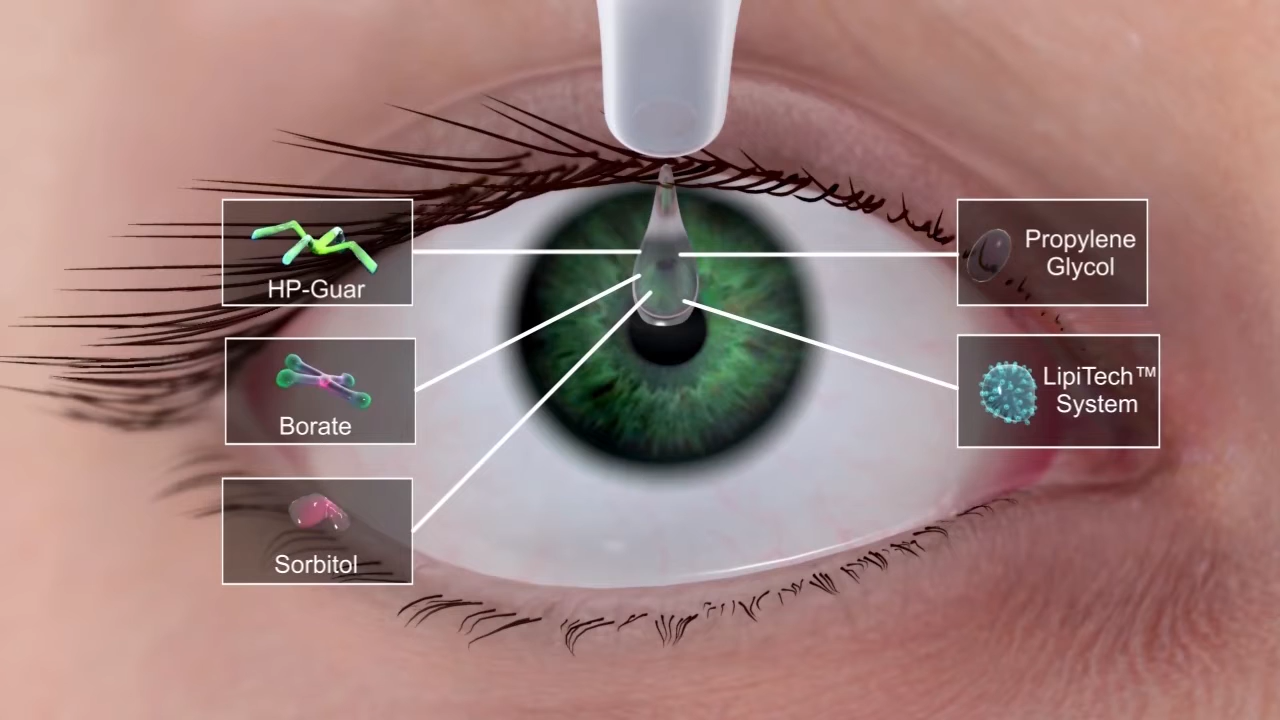 HP-Guar
Borate
Sorbitol
Propylene
Glycol
LipiTech™
System